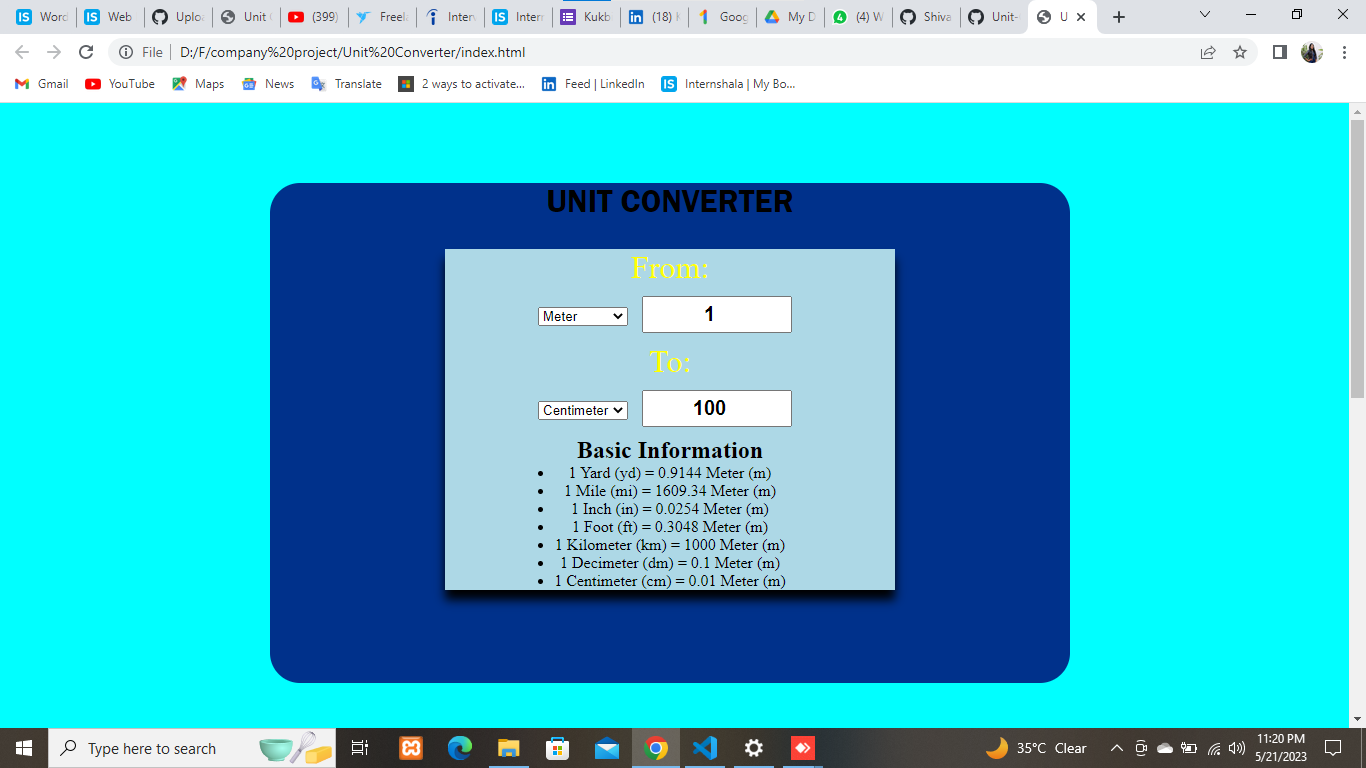 Word
Web
Uploa
Unit C
(399)
Freela
Interv
Intern
Kukb
(18) 
Goog
My D
(4) W
Shiva
Unit-
U
File
D:/F/company%20project/Unit%20Converter/index.html
Gmail
YouTube
Maps
News
Translate
2 ways to activate...
Feed | LinkedIn
Internshala | My Bo...
UNIT CONVERTER
From:
Meter 1
To:
Centimeter 100
Basic Information
• 1 Yard (yd) = 0.9144 Meter (m)
• 1 Mile (mi) = 1609.34 Meter (m)
• 1 Inch (in) = 0.0254 Meter (m)
• 1 Foot (ft) = 0.3048 Meter (m)
• 1 Kilometer (km) = 1000 Meter (m)
• 1 Decimeter (dm) = 0.1 Meter (m)
• 1 Centimeter (cm) = 0.01 Meter (m)
Type here to search
35°C Clear
11:20 PM
5/21/2023